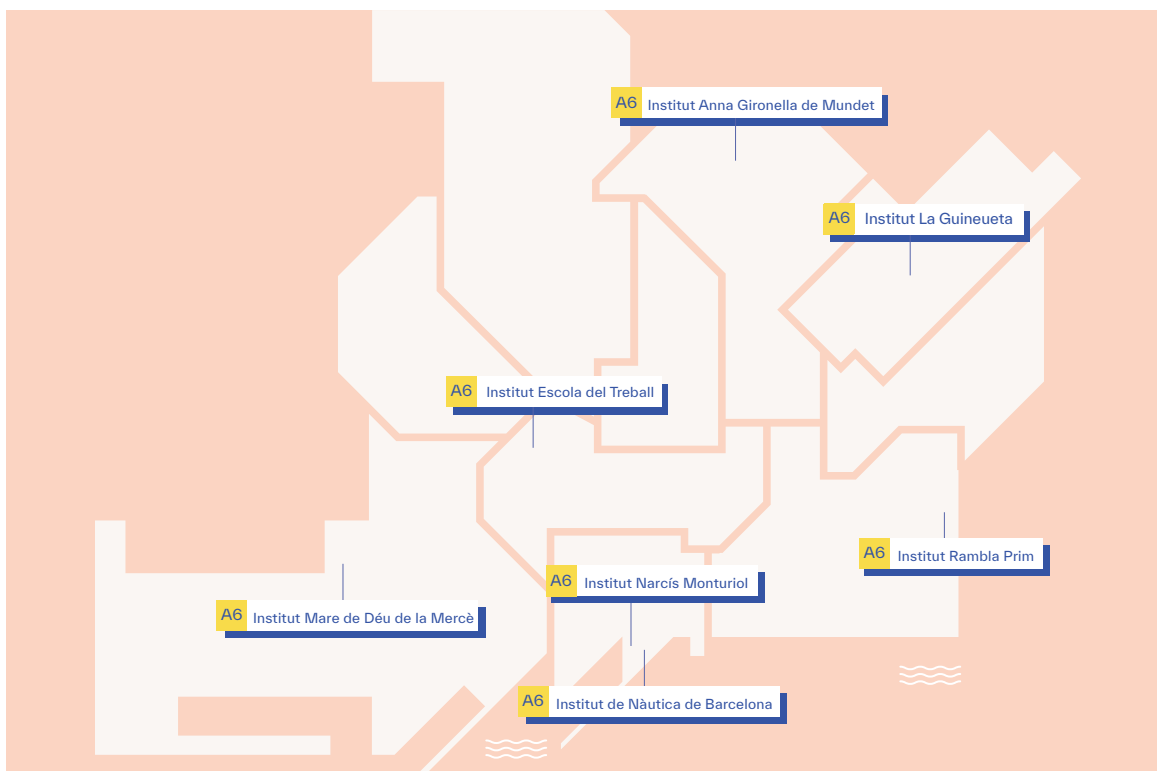 A6 Institut Anna Gironella de Mundet
A6 Institut La Guineueta
A6 Institut Escola del Treball
A6 Institut Rambla Prim
A6 Institut Narcís Monturiol
A6 Institut Mare de Déu de la Mercè
A6 Institut de Nàutica de Barcelona